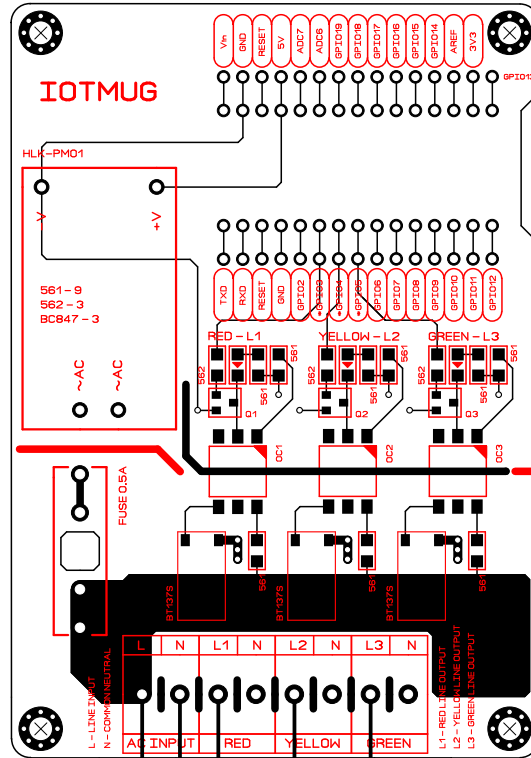 Vin GND RESET 5V ADC7 ADC6 GPIO19 GPIO18 GPIO17 GPIO16 GPIO15 GPIO14 AREF 3V3
GPIO13
IOTMUG
HLK-PM01
-V
+V
TXD RXD RESET GND GPIO2 GPIO3 GPIO4 GPIO5 GPIO6 GPIO7 GPIO8 GPIO9 GPIO10 GPIO11 GPIO12
561-9
562-3
BC847-3
RED-L1
YELLOW-L2
GREEN-L3
562 561 562 561 562 561
~AC ~AC
561 561 561
Q1 Q2 Q3
OC1 OC2 OC3
FUSE 0.5A
BT137S 561 BT137S 561 BT137S 561
L N L1 N L2 N L3 N
L - LINE INPUT
N - COMMON NEUTRAL
L1 - RED LINE OUTPUT
L2 - YELLOW LINE OUTPUT
L3 - GREEN LINE OUTPUT
AC INPUT RED YELLOW GREEN